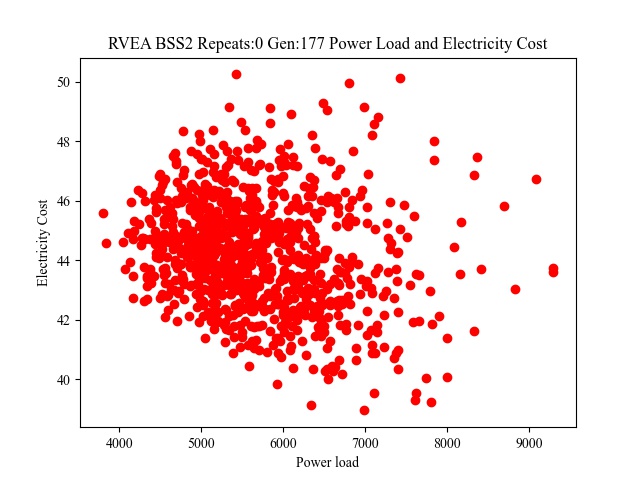 RVEA BSS2 Repeats:0 Gen:177 Power Load and Electricity Cost
50
48
46
44
42
40
Electricity Cost
4000 5000 6000 7000 8000 9000
Power load